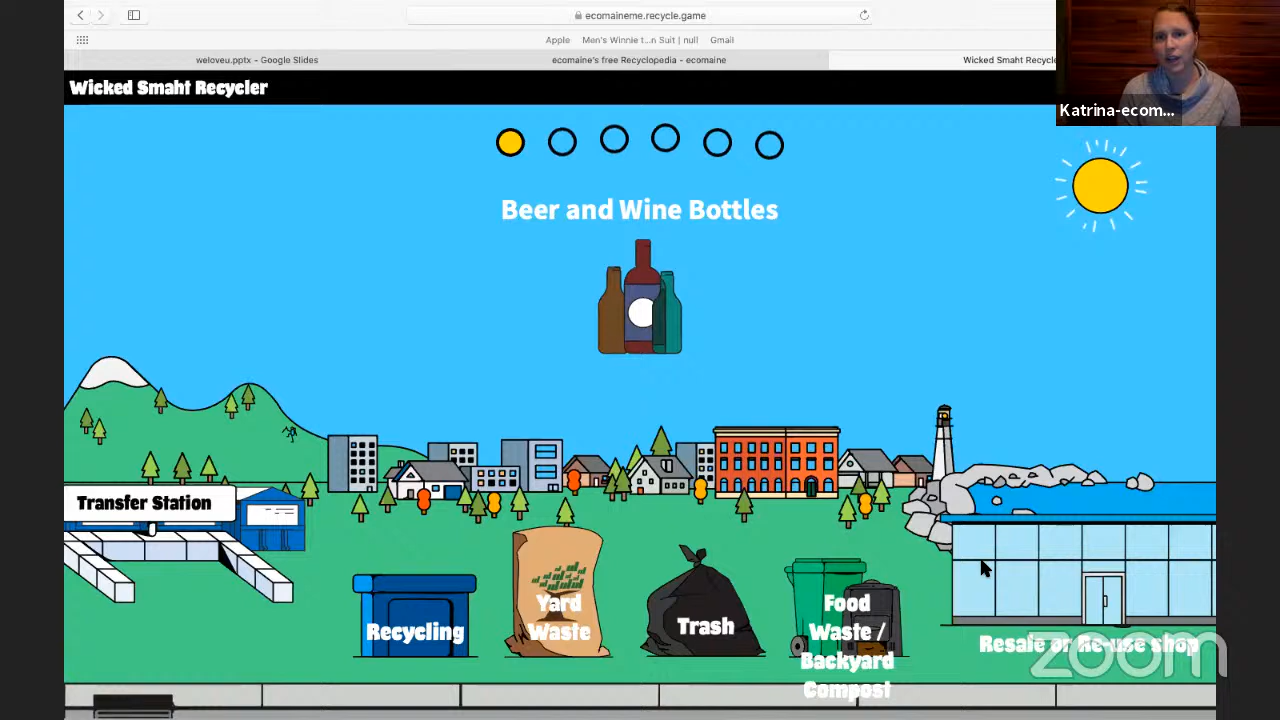 ecomaineme.recycle.game
Apple Men's Winnie t...n Suit | null Gmail
weloveu.pptx - Google Slides ecomaine's free Recyclopedia - ecomaine Wicked Smaht Recycle
Wicked Smaht Recycler
Katrina-ecom...
Beer and Wine Bottles
Transfer Station
Recycling
Yard
Waste
Trash
Food
Waste /
Backyard
Compost
Resale or Re-use shop
zoom